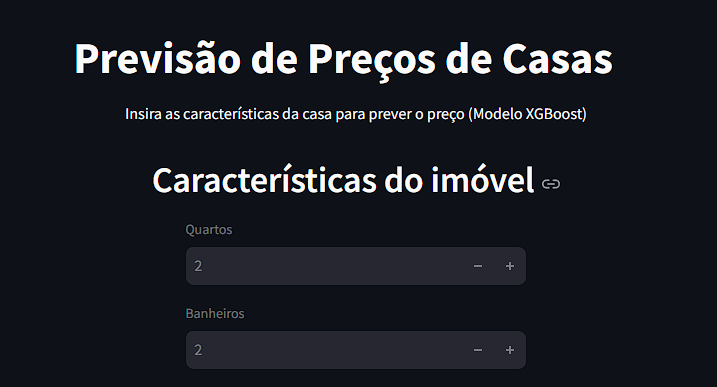 Previsão de Preços de Casas
Insira as características da casa para prever o preço (Modelo XGBoost)
Características do imóvel
Quartos
2
Banheiros
2